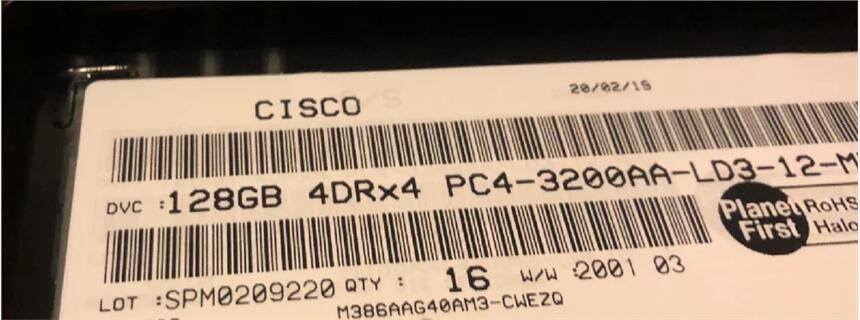 CISCO
20/02/19
DVC :128GB 4DRx4 PC4-3200AA-LD3-12-M
Planet First
RoHS
Halo
LOT :SPM0209220 QTY : 16 W/W :2001 03
M386AAG40AM3-CWEZQ